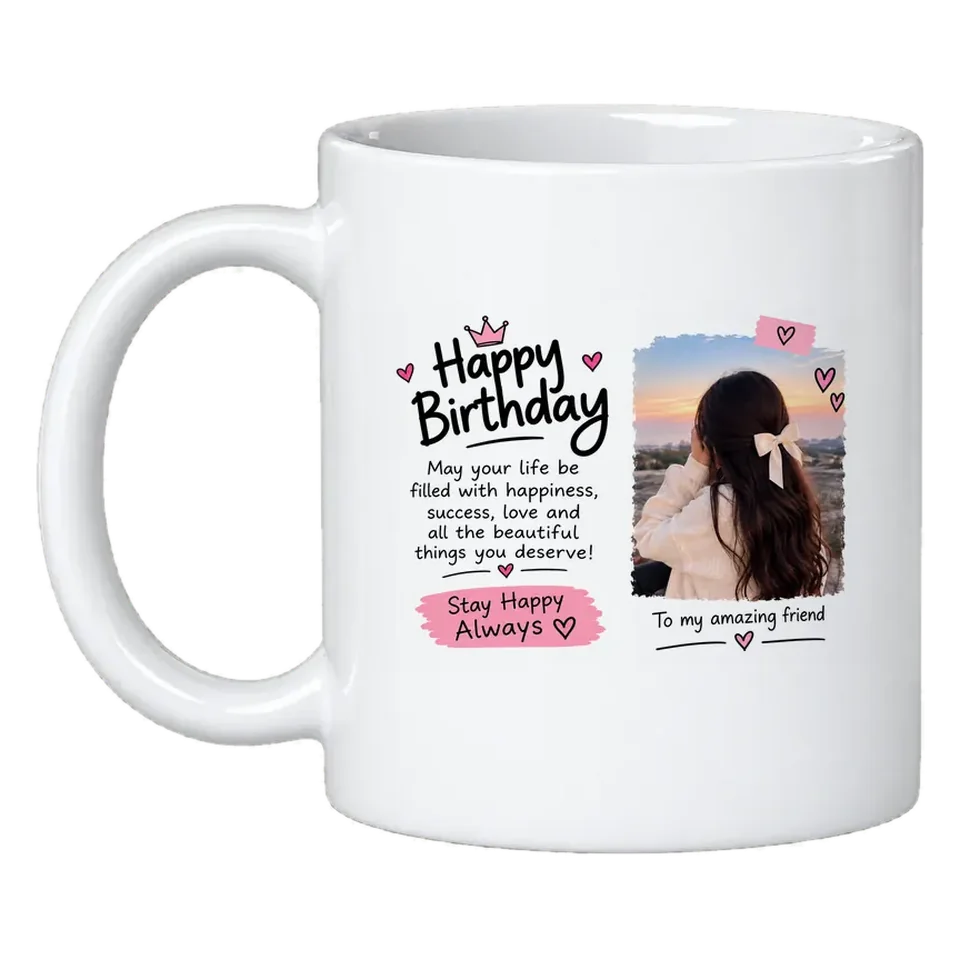 Happy
Birthday
May your life be
filled with happiness,
success, love and
all the beautiful
things you deserve!
Stay Happy
Always
To my amazing friend